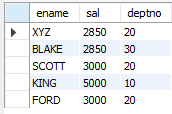 ename sal deptno
XYZ 2850 20
BLAKE 2850 30
SCOTT 3000 20
KING 5000 10
FORD 3000 20